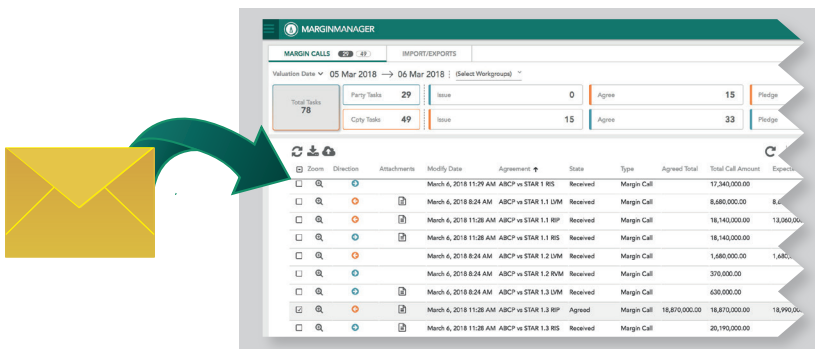 MARGINMANAGER
MARGIN CALLS 29 49 IMPORT/EXPORTS
Valuation Date 05 Mar 2018 → 06 Mar 2018 (Select Workgroups)
Total Tasks 78
Party Tasks 29 Issue 0 Agree 15 Pledge
Cpty Tasks 49 Issue 15 Agree 33 Pledge
Zoom Direction Attachments Modify Date Agreement ↑ State Type Agreed Total Total Call Amount
March 6, 2018 11:29 AM ABCP vs STAR 1 RIS Received Margin Call 17,340,000.00
March 6, 2018 8:24 AM ABCP vs STAR 1.1 LVM Received Margin Call 8,680,000.00
March 6, 2018 11:28 AM ABCP vs STAR 1.1 RIP Received Margin Call 18,140,000.00
March 6, 2018 11:28 AM ABCP vs STAR 1.1 RIS Received Margin Call 18,140,000.00
March 6, 2018 8:24 AM ABCP vs STAR 1.2 LVM Received Margin Call 1,680,000.00
March 6, 2018 8:24 AM ABCP vs STAR 1.2 RVM Received Margin Call 370,000.00
March 6, 2018 8:24 AM ABCP vs STAR 1.3 LVM Received Margin Call 630,000.00
March 6, 2018 11:28 AM ABCP vs STAR 1.3 RIP Agreed Margin Call 18,870,000.00 18,870,000.00
March 6, 2018 11:28 AM ABCP vs STAR 1.3 RIS Received Margin Call 20,190,000.00